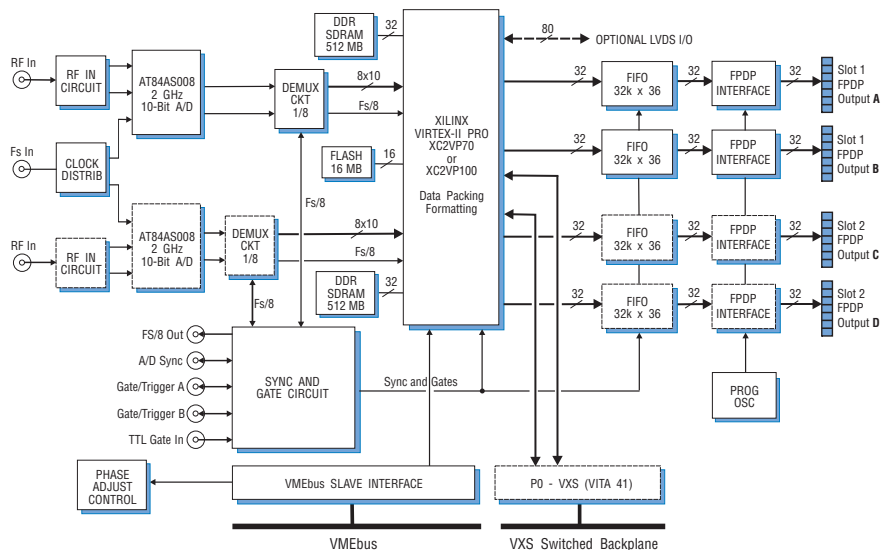 RF In
RF IN
CIRCUIT
AT84AS008
2 GHz
10-Bit A/D
DEMUX
CKT
1/8
8x10
Fs/8
DDR
SDRAM
512 MB
32
XILINX
VIRTEX-II PRO
XC2VP70
or
XC2VP100
Data Packing
Formatting
80
OPTIONAL LVDS I/O
32
FIFO
32k x 36
32
FPDP
INTERFACE
32
Slot 1
FPDP
Output A
Fs In
CLOCK
DISTRIB
FLASH
16 MB
16
Fs/8
32
FIFO
32k x 36
32
FPDP
INTERFACE
32
Slot 1
FPDP
Output B
RF In
RF IN
CIRCUIT
AT84AS008
2 GHz
10-Bit A/D
DEMUX
CKT
1/8
8x10
Fs/8
32
FIFO
32k x 36
32
FPDP
INTERFACE
32
Slot 2
FPDP
Output C
DDR
SDRAM
512 MB
32
Fs/8
32
FIFO
32k x 36
32
FPDP
INTERFACE
32
Slot 2
FPDP
Output D
FS/8 Out
A/D Sync
Gate/Trigger A
Gate/Trigger B
TTL Gate In
SYNC AND
GATE CIRCUIT
Sync and Gates
PROG
OSC
PHASE
ADJUST
CONTROL
VMEbus SLAVE INTERFACE
P0 - VXS (VITA 41)
VMEbus
VXS Switched Backplane